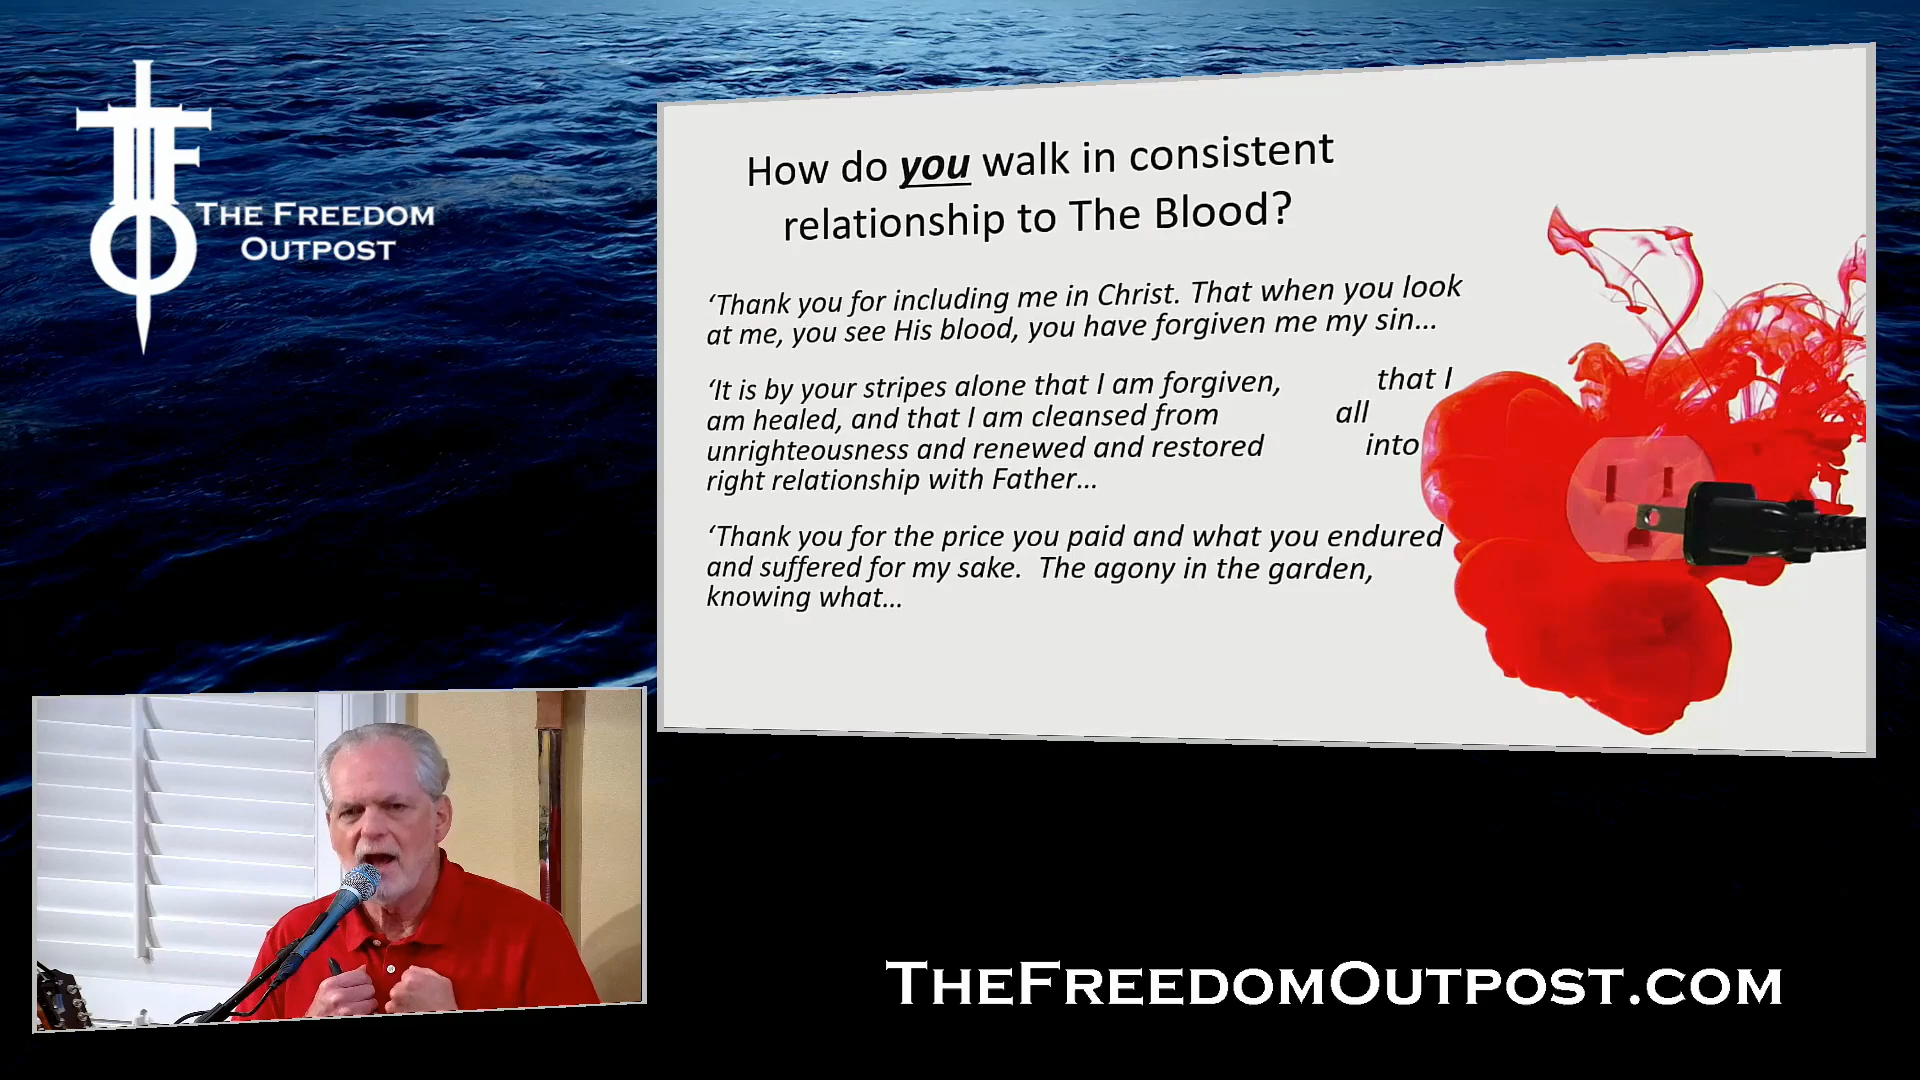 THE FREEDOM
OUTPOST
How do you walk in consistent
relationship to The Blood?
‘Thank you for including me in Christ. That when you look
at me, you see His blood, you have forgiven me my sin...
‘It is by your stripes alone that I am forgiven, that I
am healed, and that I am cleansed from all
unrighteousness and renewed and restored into
right relationship with Father...
‘Thank you for the price you paid and what you endured
and suffered for my sake. The agony in the garden,
knowing what...
THEFREEDOMOUTPOST.COM